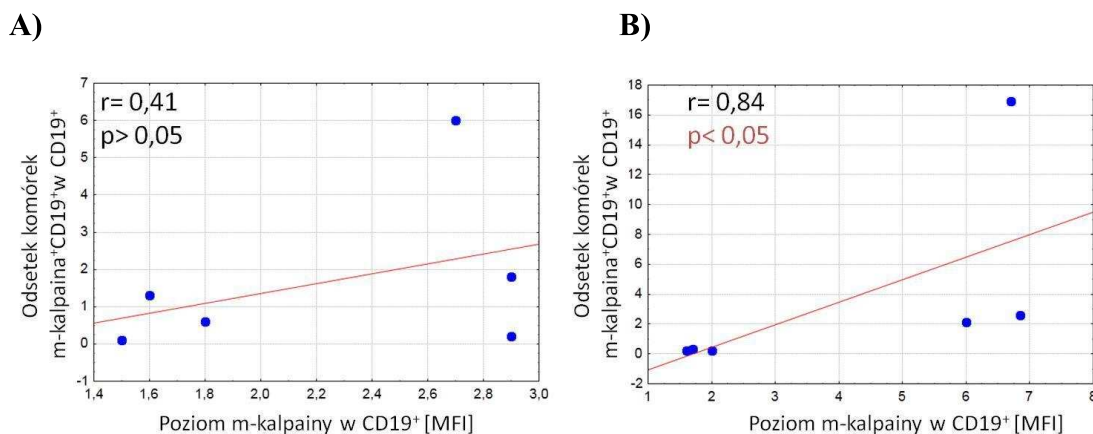 A)
B)
7
6
5
4
3
2
1
0
-1
r= 0,41
p> 0,05
Odsetek komórek
m-kalpaina⁺CD19⁺w CD19⁺
1,4 1,6 1,8 2,0 2,2 2,4 2,6 2,8 3,0
Poziom m-kalpainy w CD19⁺ [MFI]
18
16
14
12
10
8
6
4
2
0
-2
r= 0,84
p< 0,05
Odsetek komórek
m-kalpaina⁺CD19⁺w CD19⁺
1 2 3 4 5 6 7 8
Poziom m-kalpainy w CD19⁺ [MFI]